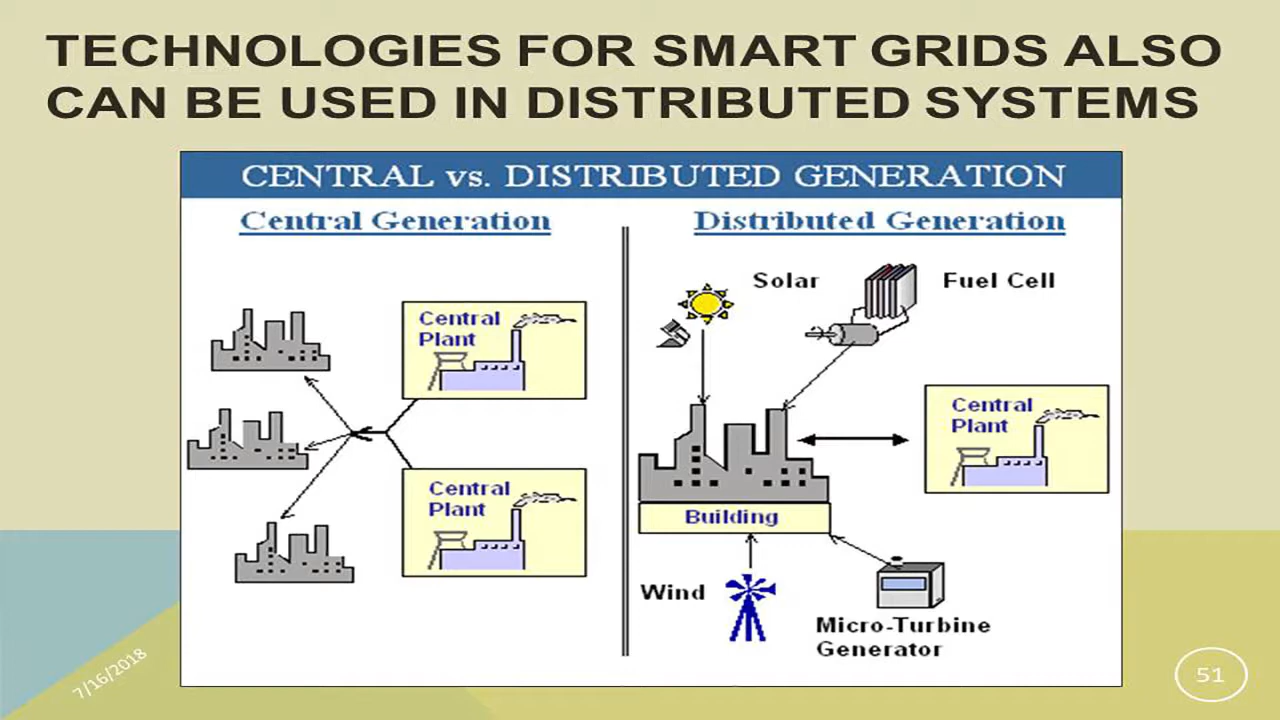 TECHNOLOGIES FOR SMART GRIDS ALSO
CAN BE USED IN DISTRIBUTED SYSTEMS
CENTRAL vs. DISTRIBUTED GENERATION
Central Generation
Central
Plant
Central
Plant
Distributed Generation
Solar
Fuel Cell
Central
Plant
Building
Wind
Micro-Turbine
Generator
7/16/2018
51